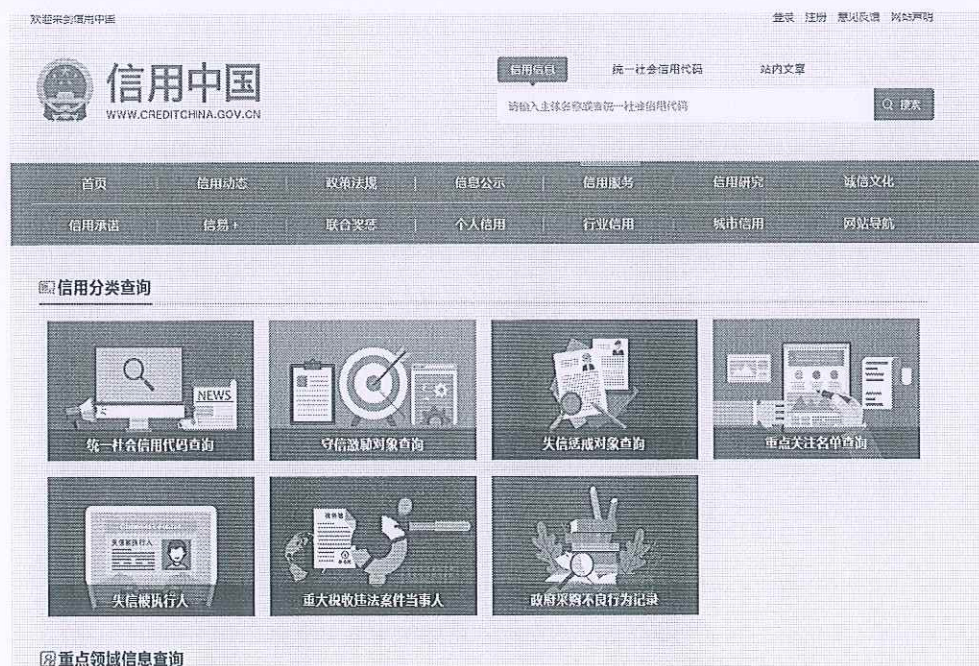 欢迎来到信用中国
登录 注册 意见反馈 网站声明
信用中国
WWW.CREDITCHINA.GOV.CN
信用信息 统一社会信用代码 站内文章
请输入主体名称或者统一社会信用代码
搜索
首页 信用动态 政策法规 信息公示 信用服务 信用研究 诚信文化
信用承诺 信易+ 联合奖惩 个人信用 行业信用 城市信用 网站导航
信用分类查询
NEWS
统一社会信用代码查询 守信激励对象查询 失信惩戒对象查询 重点关注名单查询
失信被执行人
失信被执行人 重大税收违法案件当事人 政府采购不良行为记录
重点领域信息查询